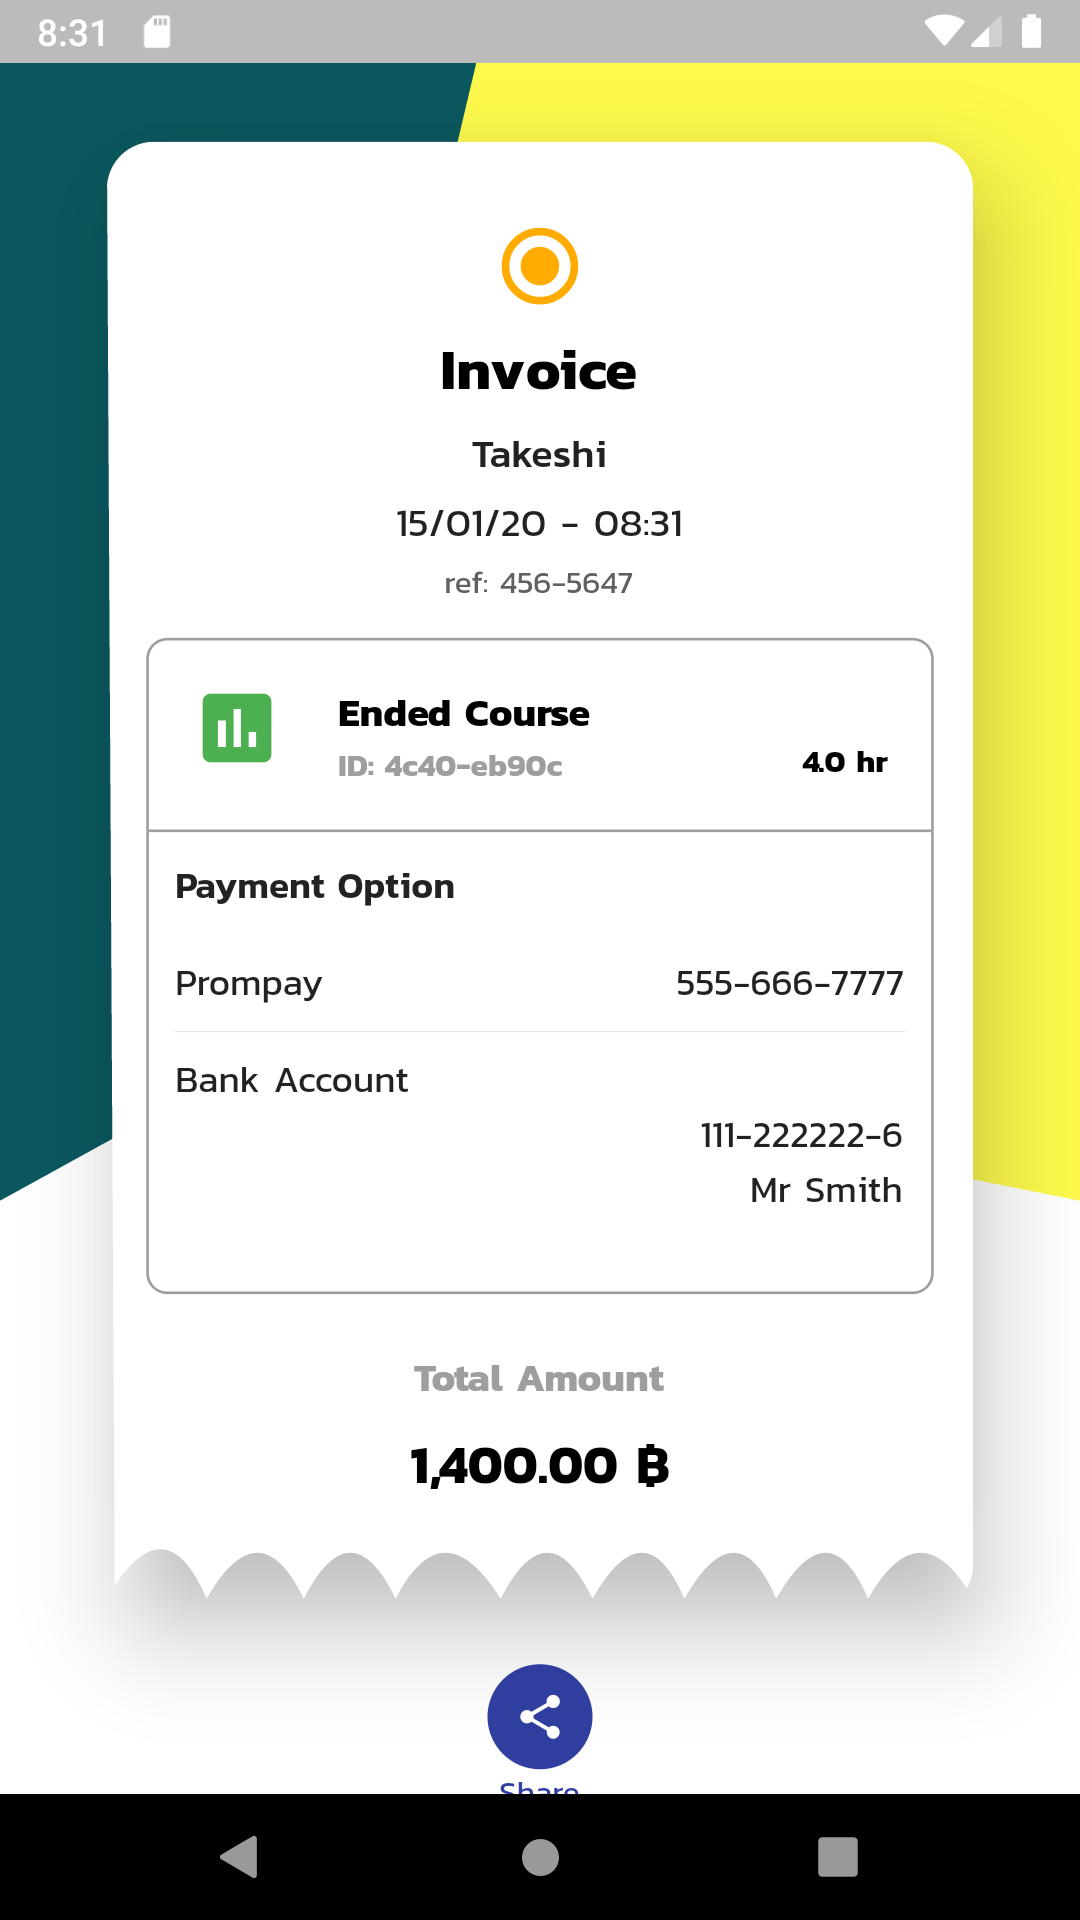 8:31
Invoice
Takeshi
15/01/20 - 08:31
ref: 456-5647
Ended Course
ID: 4c40-eb90c
4.0 hr
Payment Option
Prompay 555-666-7777
Bank Account
111-222222-6
Mr Smith
Total Amount
1,400.00 ฿
Share